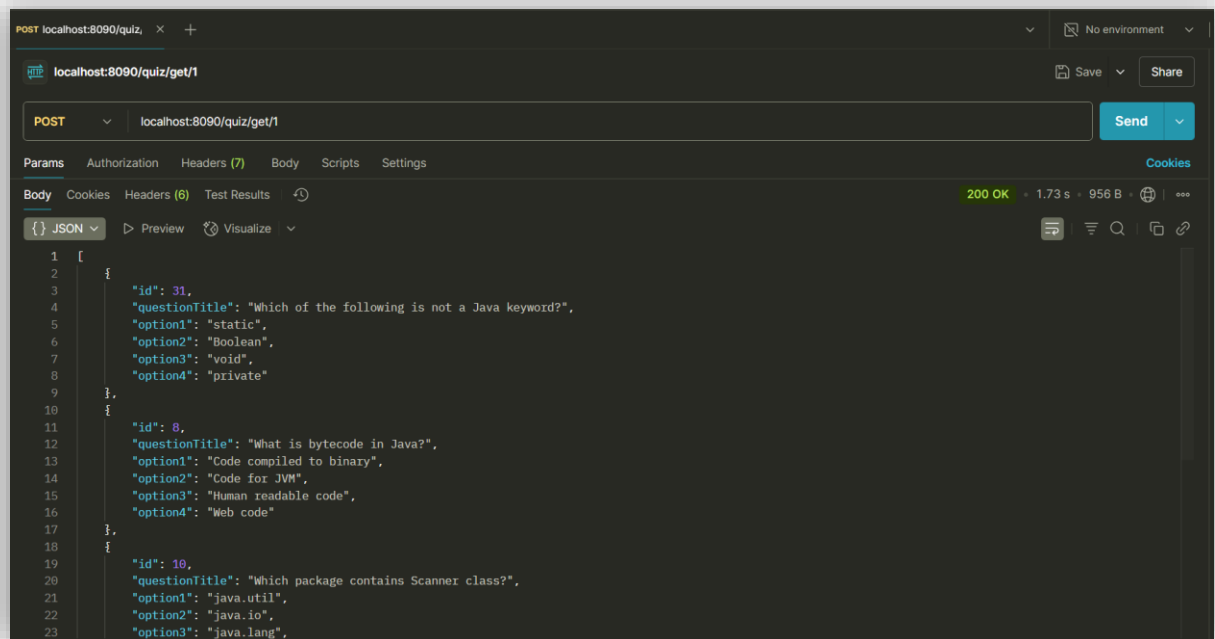 POST localhost:8090/quiz/ No environment
HTTP localhost:8090/quiz/get/1 Save Share
POST localhost:8090/quiz/get/1 Send
Params Authorization Headers (7) Body Scripts Settings Cookies
Body Cookies Headers (6) Test Results 200 OK • 1.73 s • 956 B
{} JSON Preview Visualize
1 [
2 {
3 "id": 31,
4 "questionTitle": "Which of the following is not a Java keyword?",
5 "option1": "static",
6 "option2": "Boolean",
7 "option3": "void",
8 "option4": "private"
9 },
10 {
11 "id": 8,
12 "questionTitle": "What is bytecode in Java?",
13 "option1": "Code compiled to binary",
14 "option2": "Code for JVM",
15 "option3": "Human readable code",
16 "option4": "Web code"
17 },
18 {
19 "id": 10,
20 "questionTitle": "Which package contains Scanner class?",
21 "option1": "java.util",
22 "option2": "java.io",
23 "option3": "java.lang",